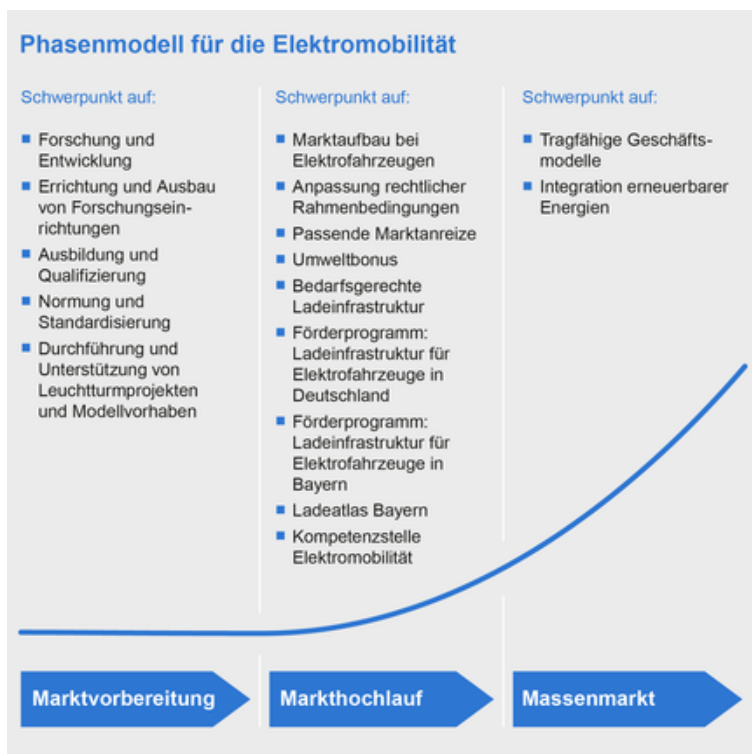 Phasenmodell für die Elektromobilität
Schwerpunkt auf:
Forschung und
Entwicklung
Errichtung und Ausbau
von Forschungsein-
richtungen
Ausbildung und
Qualifizierung
Normung und
Standardisierung
Durchführung und
Unterstützung von
Leuchtturmprojekten
und Modellvorhaben
Schwerpunkt auf:
Marktaufbau bei
Elektrofahrzeugen
Anpassung rechtlicher
Rahmenbedingungen
Passende Marktanreize
Umweltbonus
Bedarfsgerechte
Ladeinfrastruktur
Förderprogramm:
Ladeinfrastruktur für
Elektrofahrzeuge in
Deutschland
Förderprogramm:
Ladeinfrastruktur für
Elektrofahrzeuge in
Bayern
Ladeatlas Bayern
Kompetenzstelle
Elektromobilität
Schwerpunkt auf:
Tragfähige Geschäfts-
modelle
Integration erneuerbarer
Energien
Marktvorbereitung
Markthochlauf
Massenmarkt